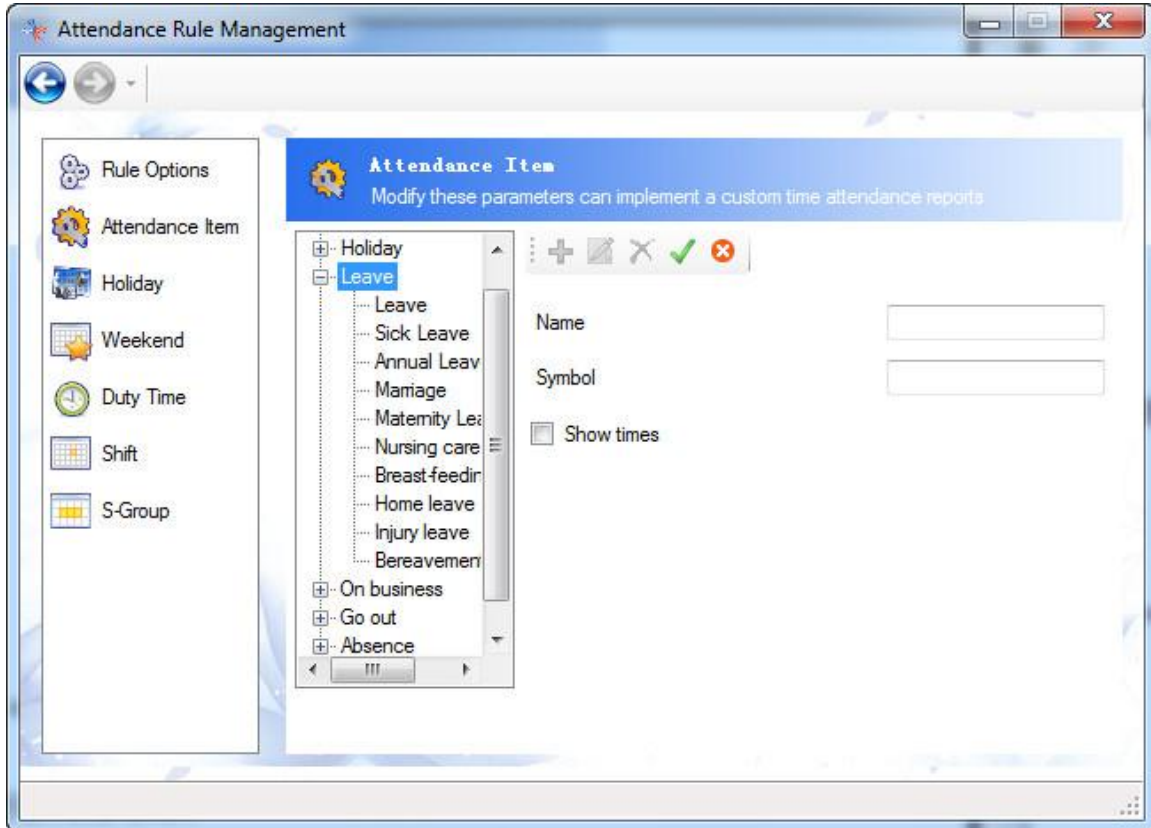 Attendance Rule Management
Rule Options
Attendance Item
Holiday
Weekend
Duty Time
Shift
S-Group
Attendance Item
Modify these parameters can implement a custom time attendance reports
Holiday
Leave
Leave
Sick Leave
Annual Leav
Marriage
Maternity Lea
Nursing care
Breast-feedin
Home leave
Injury leave
Bereavemen
On business
Go out
Absence
Name
Symbol
Show times